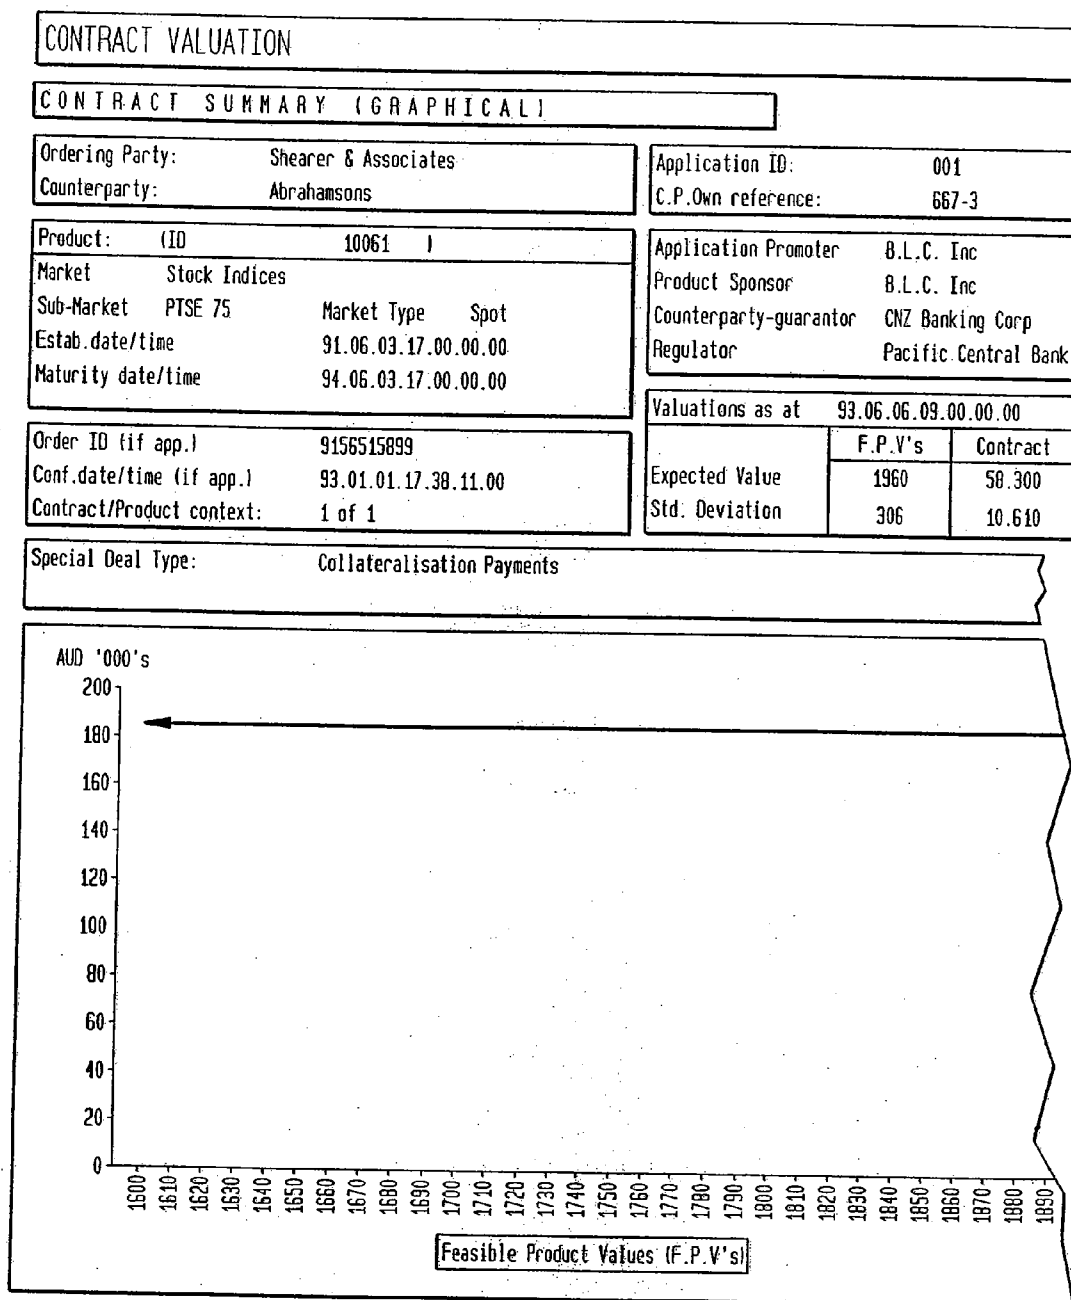 CONTRACT VALUATION
CONTRACT SUMMARY (GRAPHICAL)
Ordering Party: Shearer & Associates
Counterparty: Abrahamsons
Application ID: 001
C.P.Own reference: 667-3
Product: (ID 10061 )
Market Stock Indices
Sub-Market PTSE 75 Market Type Spot
Estab.date/time 91.06.03.17.00.00.00
Maturity date/time 94.06.03.17.00.00.00
Application Promoter B.L.C. Inc
Product Sponsor B.L.C. Inc
Counterparty-guarantor CNZ Banking Corp
Regulator Pacific Central Bank
Order ID (if app.) 9156515899
Conf.date/time (if app.) 93.01.01.17.38.11.00
Contract/Product context: 1 of 1
Valuations as at 93.06.06.09.00.00.00
F.P.V's Contract
Expected Value 1960 58.300
Std. Deviation 306 10.610
Special Deal Type: Collateralisation Payments
AUD '000's
200
180
160
140
120
100
80
60
40
20
0
1600 1610 1620 1630 1640 1650 1660 1670 1680 1690 1700 1710 1720 1730 1740 1750 1760 1770 1780 1790 1800 1810 1820 1830 1840 1850 1860 1870 1880 1890
Feasible Product Values (F.P.V's)